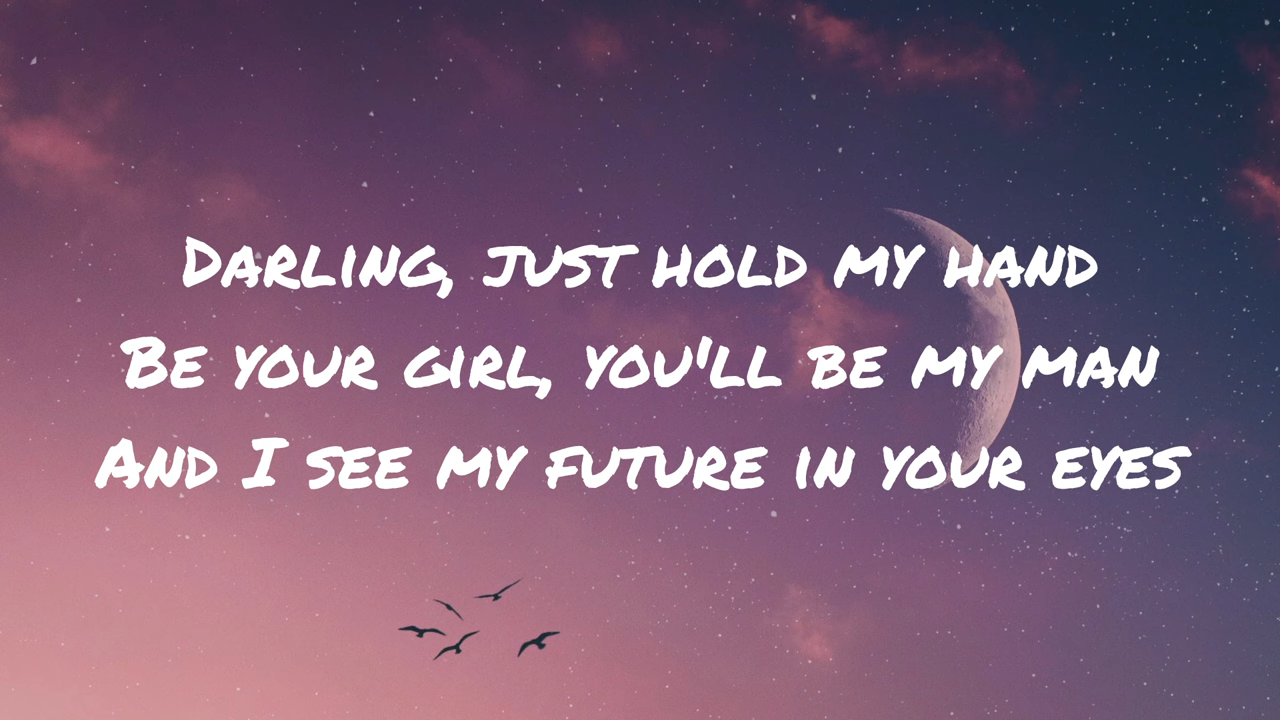 Darling, just hold my hand
Be your girl, you'll be my man
And I see my future in your eyes